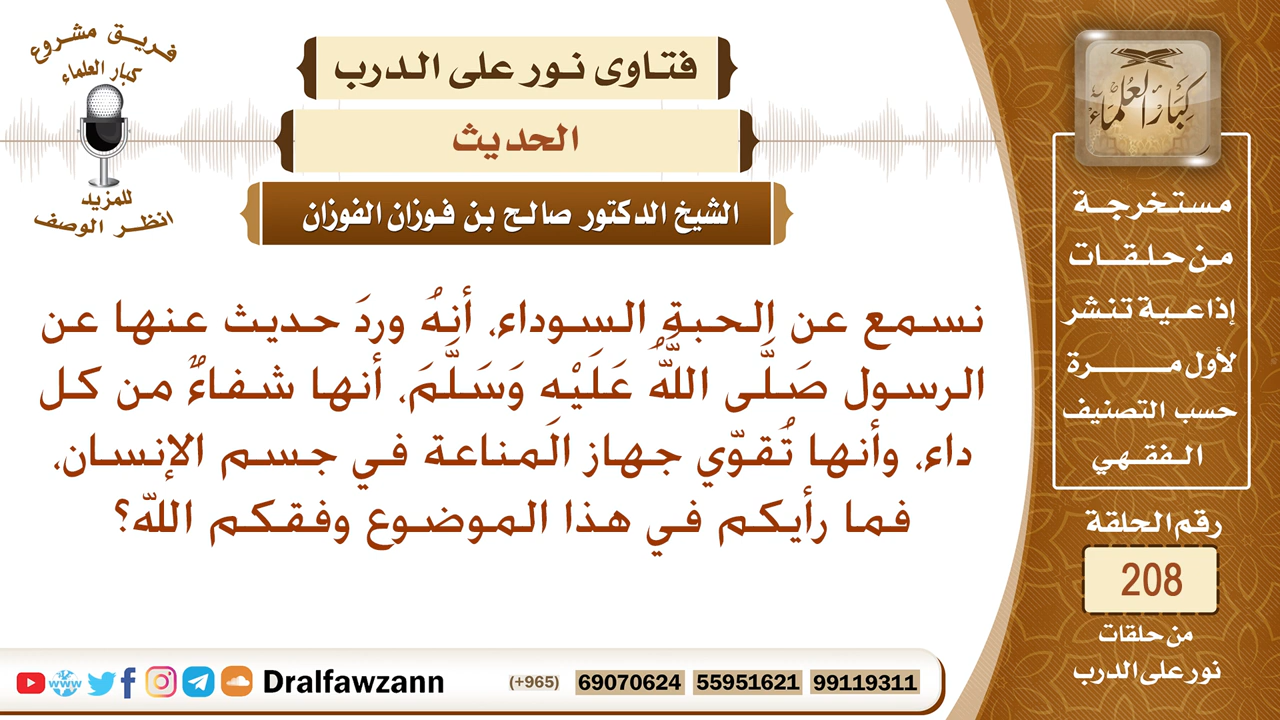 فريق مشروع
كبار العلماء
للمزيد
انظر الوصف
فتاوى نور على الدرب
الحديث
الشيخ الدكتور صالح بن فوزان الفوزان
نسمع عن الحبةِ السوداء، أنهُ وردَ حديث عنها عن
الرسول صَلَّى اللَّهُ عَلَيْهِ وَسَلَّمَ، أنها شفاءٌ من كل
داء، وأنها تُقوّي جهاز المَناعة في جسم الإنسان،
فما رأيكم في هذا الموضوع وفقكم الله؟
كبار العلماء
مستخرجة
من حلقات
إذاعية تنشر
لأول مرة
حسب التصنيف
الفقهي
رقم الحلقة
208
من حلقات
نور على الدرب
www
Dralfawzann
(+965) 69070624 55951621 99119311